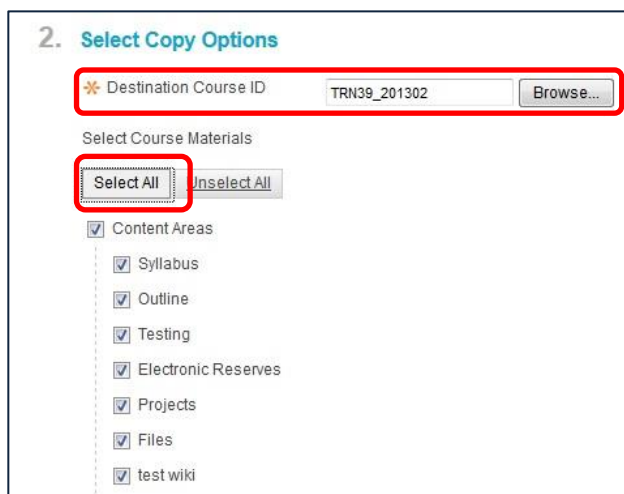 2. Select Copy Options
Destination Course ID TRN39_201302 Browse...
Select Course Materials
Select All Unselect All
Content Areas
Syllabus
Outline
Testing
Electronic Reserves
Projects
Files
test wiki